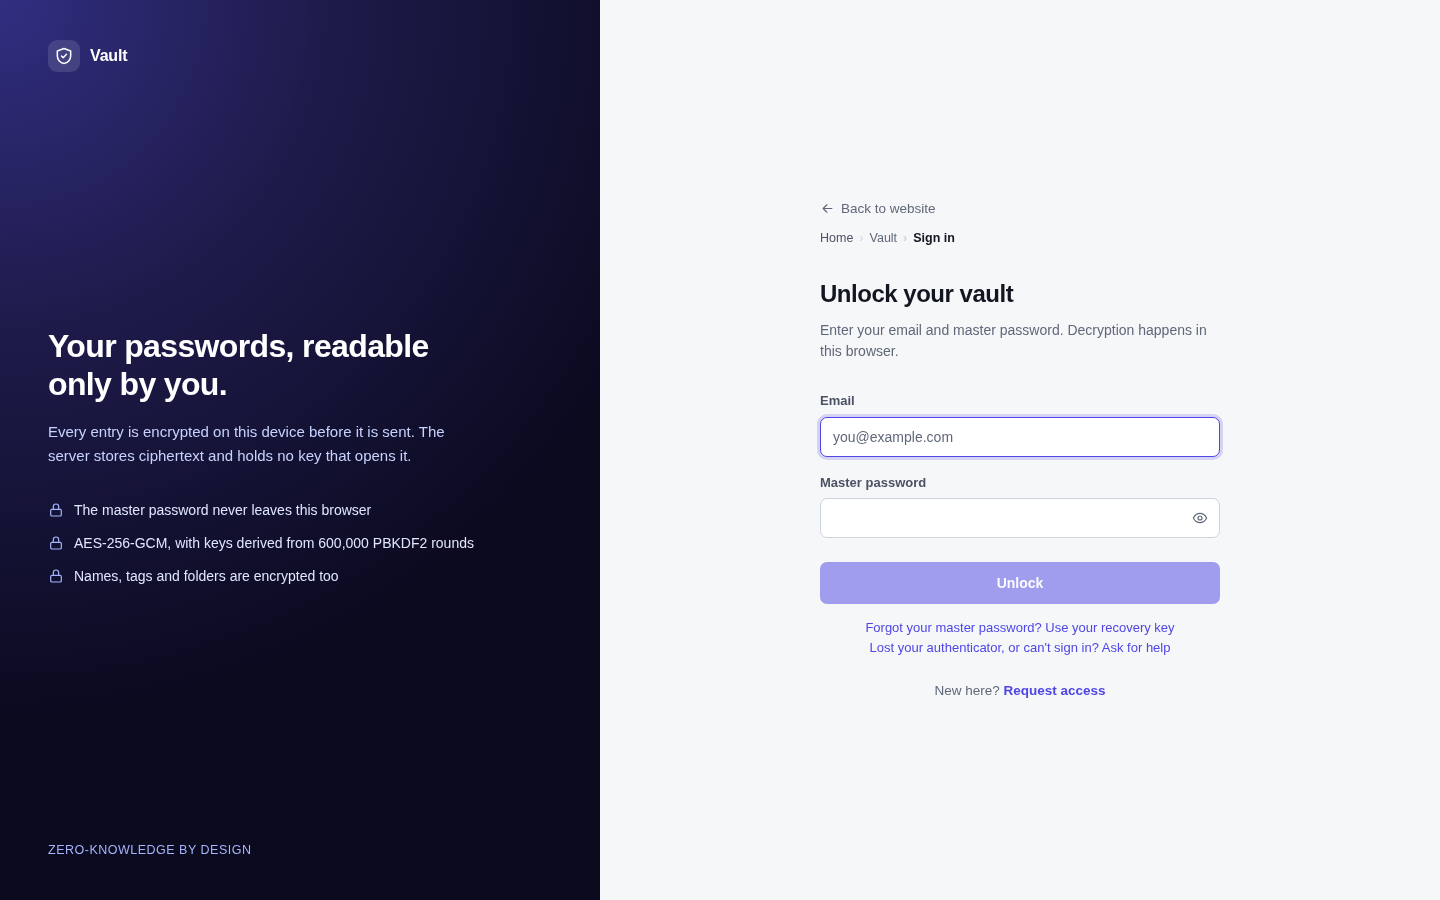 Vault
Your passwords, readable
only by you.
Every entry is encrypted on this device before it is sent. The
server stores ciphertext and holds no key that opens it.
The master password never leaves this browser
AES-256-GCM, with keys derived from 600,000 PBKDF2 rounds
Names, tags and folders are encrypted too
ZERO-KNOWLEDGE BY DESIGN
Back to website
Home › Vault › Sign in
Unlock your vault
Enter your email and master password. Decryption happens in
this browser.
Email
you@example.com
Master password
Unlock
Forgot your master password? Use your recovery key
Lost your authenticator, or can't sign in? Ask for help
New here? Request access